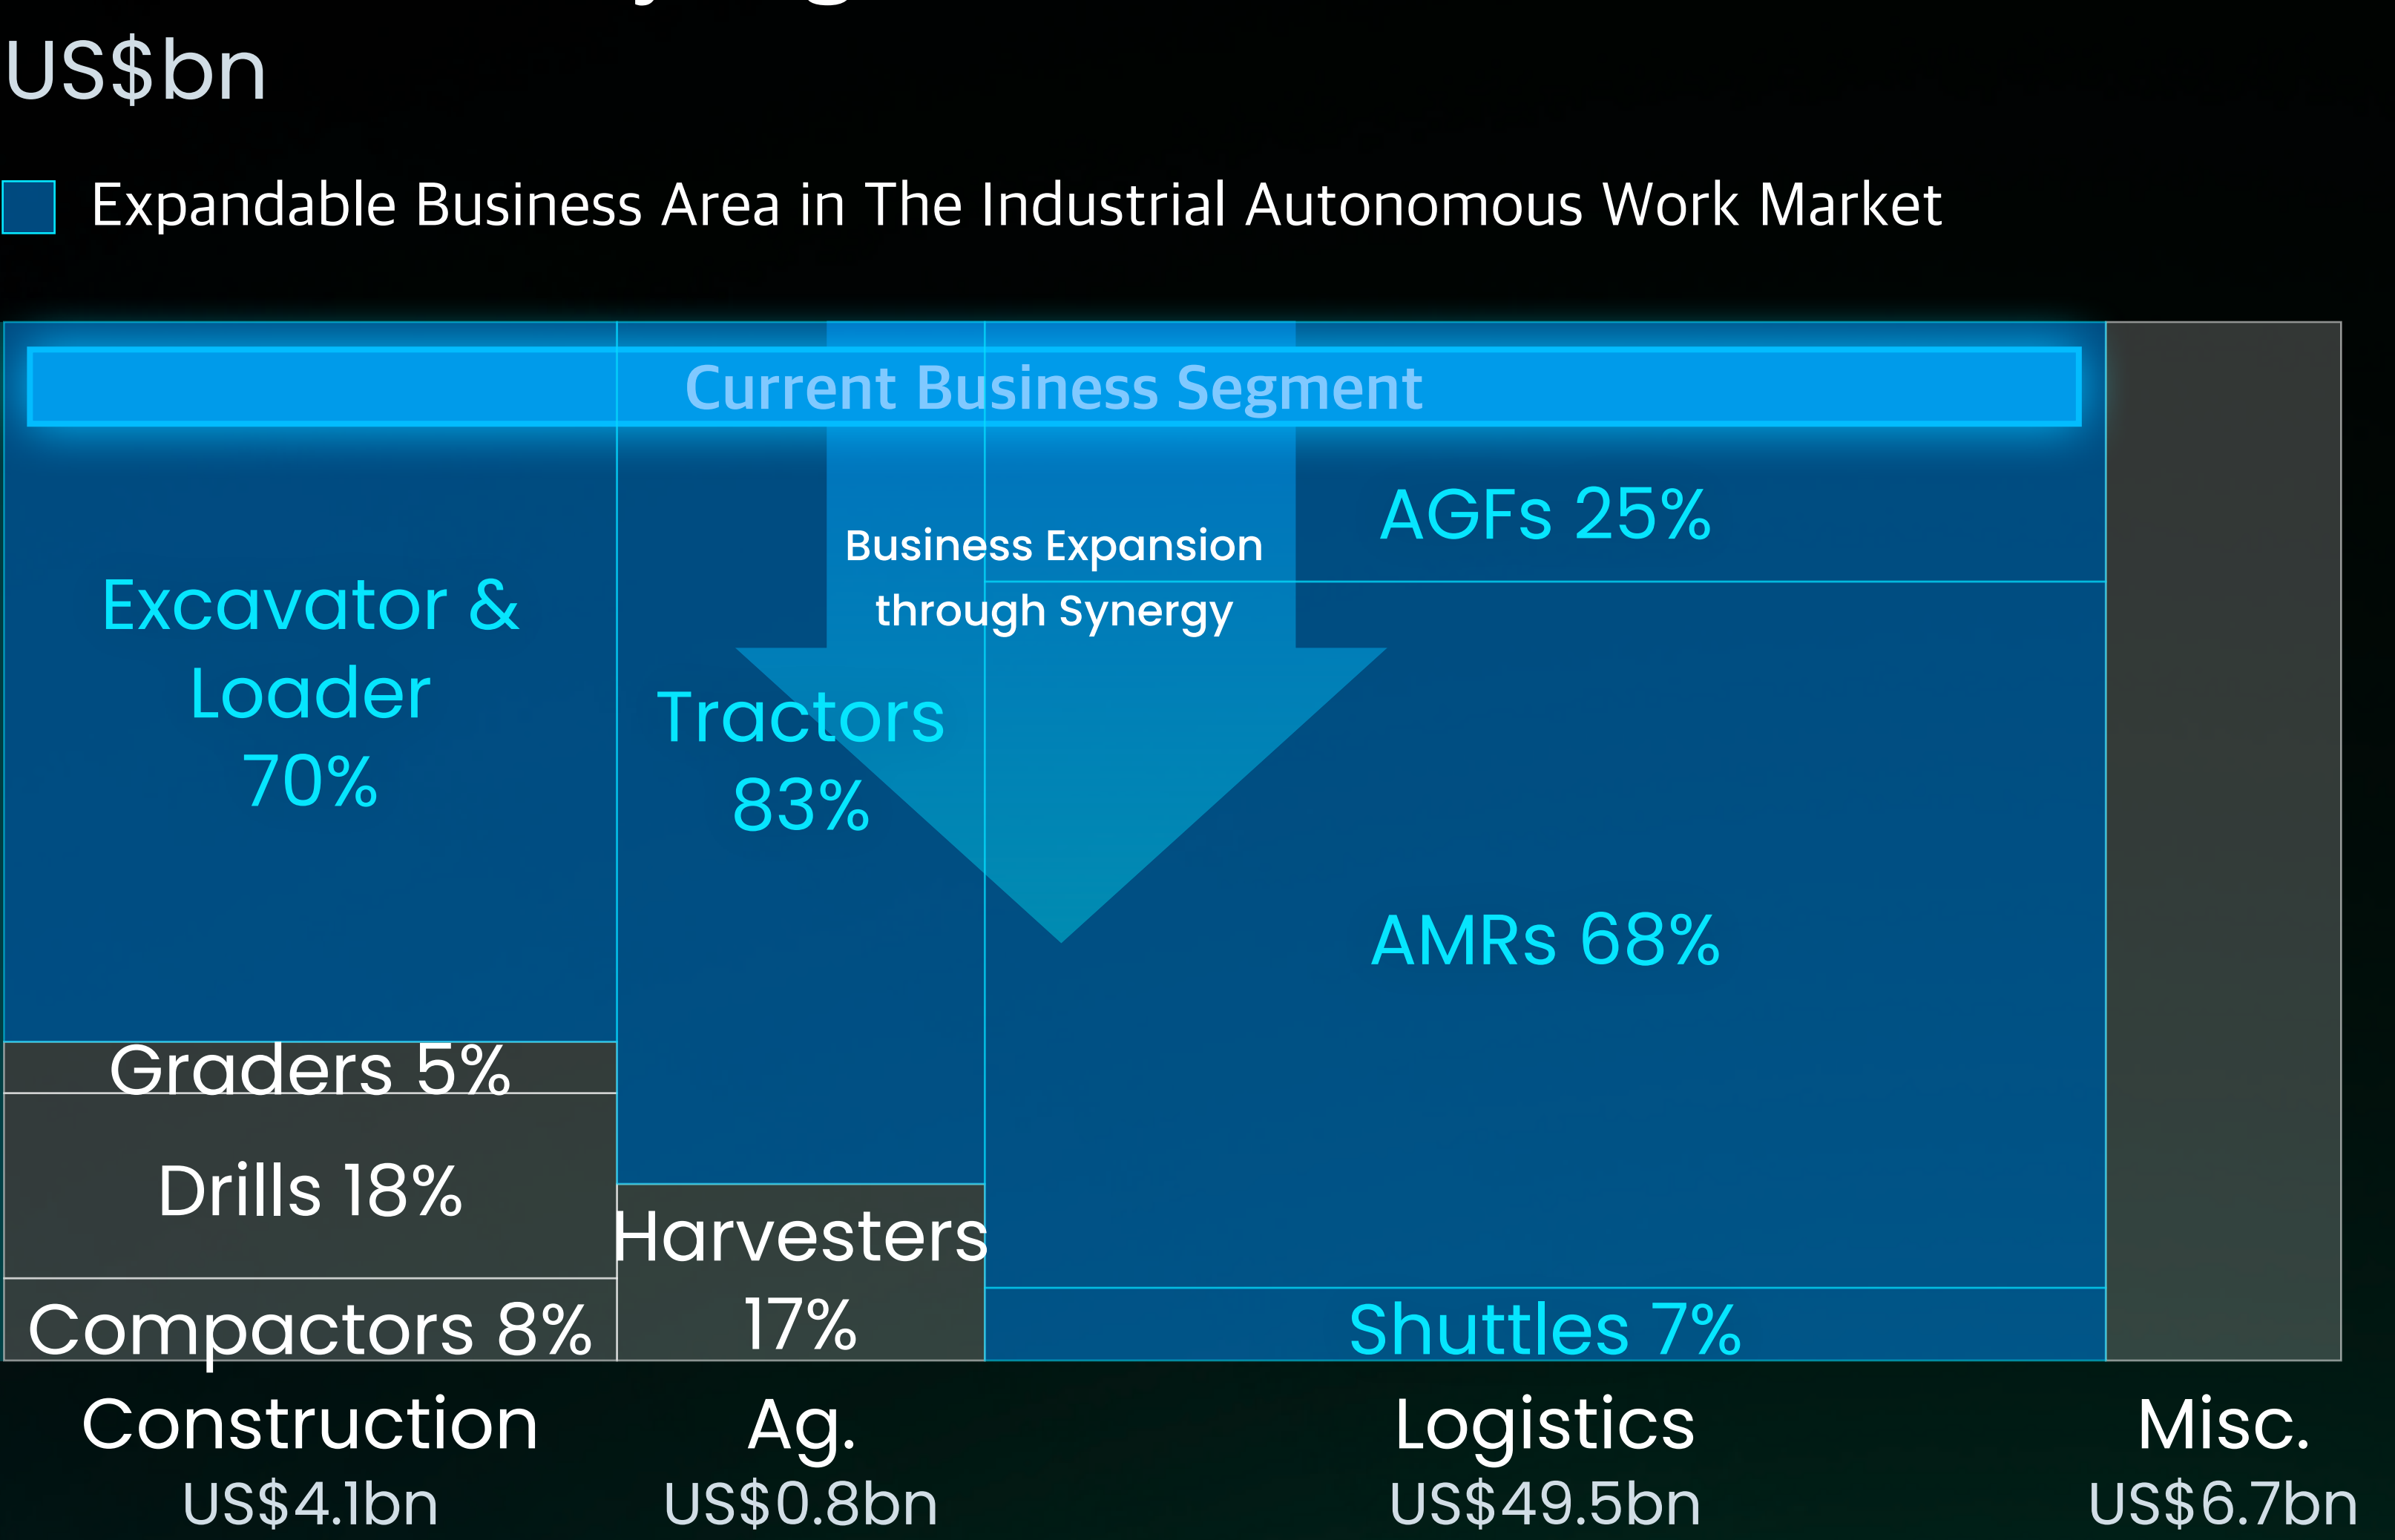 US$bn
Expandable Business Area in The Industrial Autonomous Work Market
Current Business Segment
Business Expansion
through Synergy
Excavator &
Loader
70%
Graders 5%
Drills 18%
Compactors 8%
Tractors
83%
Harvesters
17%
AGFs 25%
AMRs 68%
Shuttles 7%
Construction
US$4.1bn
Ag.
US$0.8bn
Logistics
US$49.5bn
Misc.
US$6.7bn